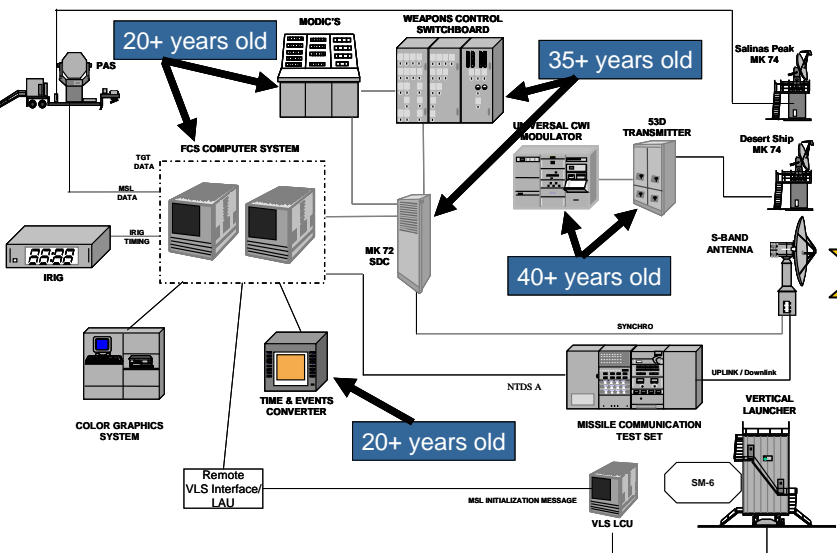 MODIC'S
WEAPONS CONTROL
SWITCHBOARD
20+ years old
35+ years old
PAS
Salinas Peak
MK 74
UNIVERSAL CWI
MODULATOR
53D
TRANSMITTER
Desert Ship
MK 74
FCS COMPUTER SYSTEM
TGT
DATA
MSL
DATA
IRIG
TIMING
IRIG
MK 72
SDC
40+ years old
S-BAND
ANTENNA
SYNCHRO
UPLINK / Downlink
NTDS A
TIME & EVENTS
CONVERTER
COLOR GRAPHICS
SYSTEM
20+ years old
MISSILE COMMUNICATION
TEST SET
VERTICAL
LAUNCHER
Remote
VLS Interface/
LAU
MSL INITIALIZATION MESSAGE
VLS LCU
SM-6